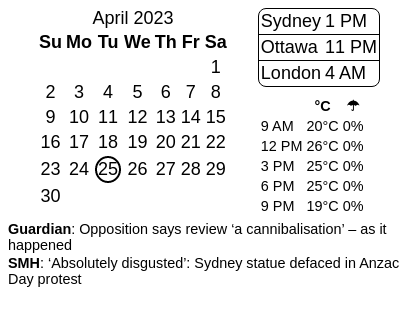 April 2023
Su Mo Tu We Th Fr Sa
1
2 3 4 5 6 7 8
9 10 11 12 13 14 15
16 17 18 19 20 21 22
23 24 25 26 27 28 29
30
Sydney 1 PM
Ottawa 11 PM
London 4 AM
°C ☂
9 AM 20°C 0%
12 PM 26°C 0%
3 PM 25°C 0%
6 PM 25°C 0%
9 PM 19°C 0%
Guardian: Opposition says review ‘a cannibalisation’ – as it
happened
SMH: ‘Absolutely disgusted’: Sydney statue defaced in Anzac
Day protest